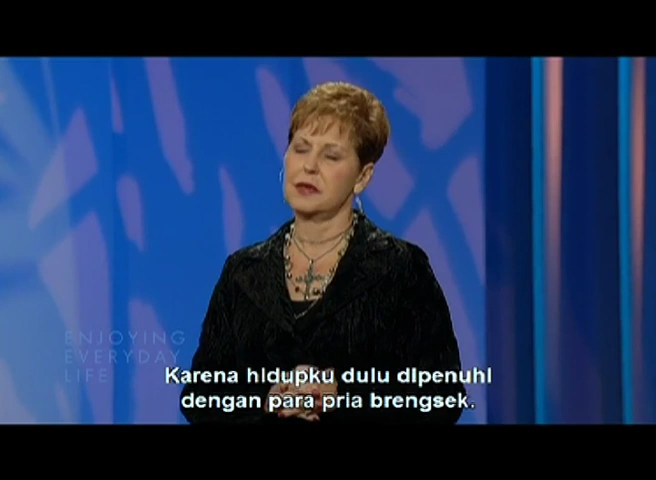 ENJOYING
EVERYDAY
LIFE
Karena hidupku dulu dipenuhi
dengan para pria brengsek.